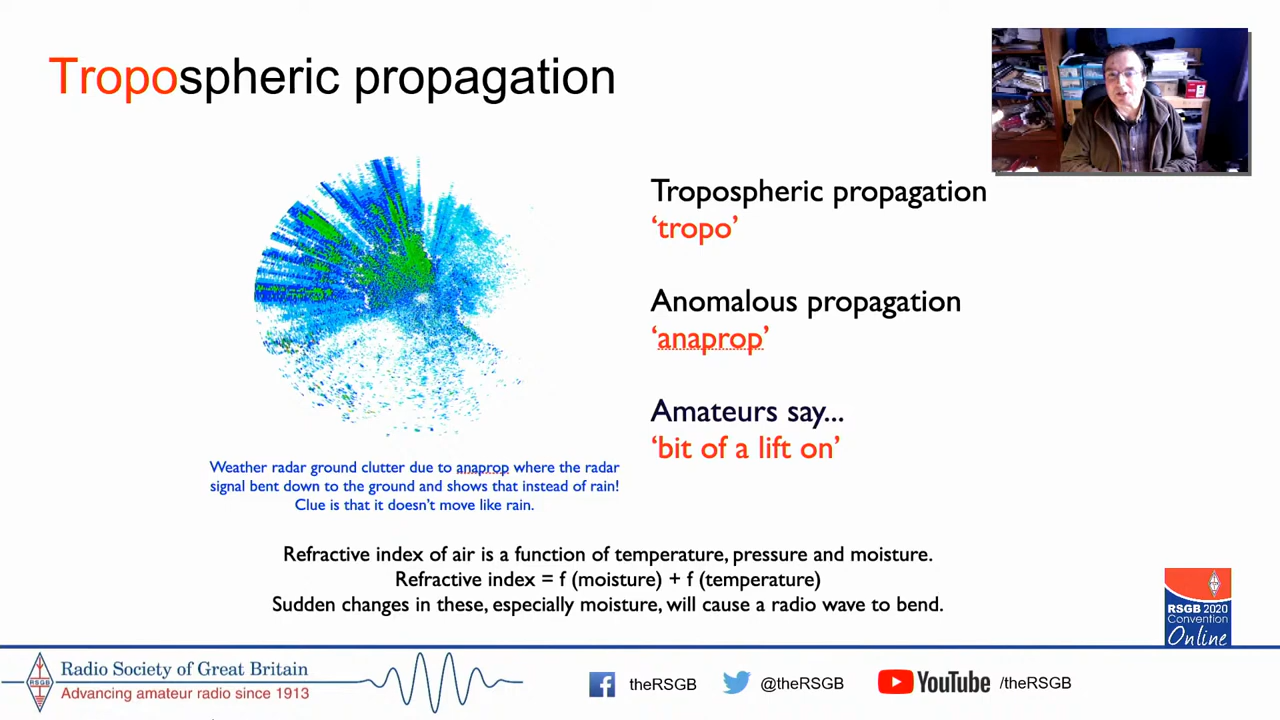 Tropospheric propagation
Tropospheric propagation
‘tropo’
Anomalous propagation
‘anaprop’
Amateurs say...
‘bit of a lift on’
Weather radar ground clutter due to anaprop where the radar
signal bent down to the ground and shows that instead of rain!
Clue is that it doesn’t move like rain.
Refractive index of air is a function of temperature, pressure and moisture.
Refractive index = f (moisture) + f (temperature)
Sudden changes in these, especially moisture, will cause a radio wave to bend.
RSGB 2020
Convention
Online
RSGB
Radio Society of Great Britain
Advancing amateur radio since 1913
theRSGB
@theRSGB
YouTube /theRSGB